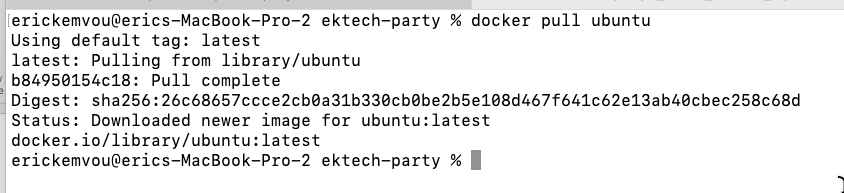 erickemvou@erics-MacBook-Pro-2 ektech-party % docker pull ubuntu
Using default tag: latest
latest: Pulling from library/ubuntu
b84950154c18: Pull complete
Digest: sha256:26c68657ccce2cb0a31b330cb0be2b5e108d467f641c62e13ab40cbec258c68d
Status: Downloaded newer image for ubuntu:latest
docker.io/library/ubuntu:latest
erickemvou@erics-MacBook-Pro-2 ektech-party %